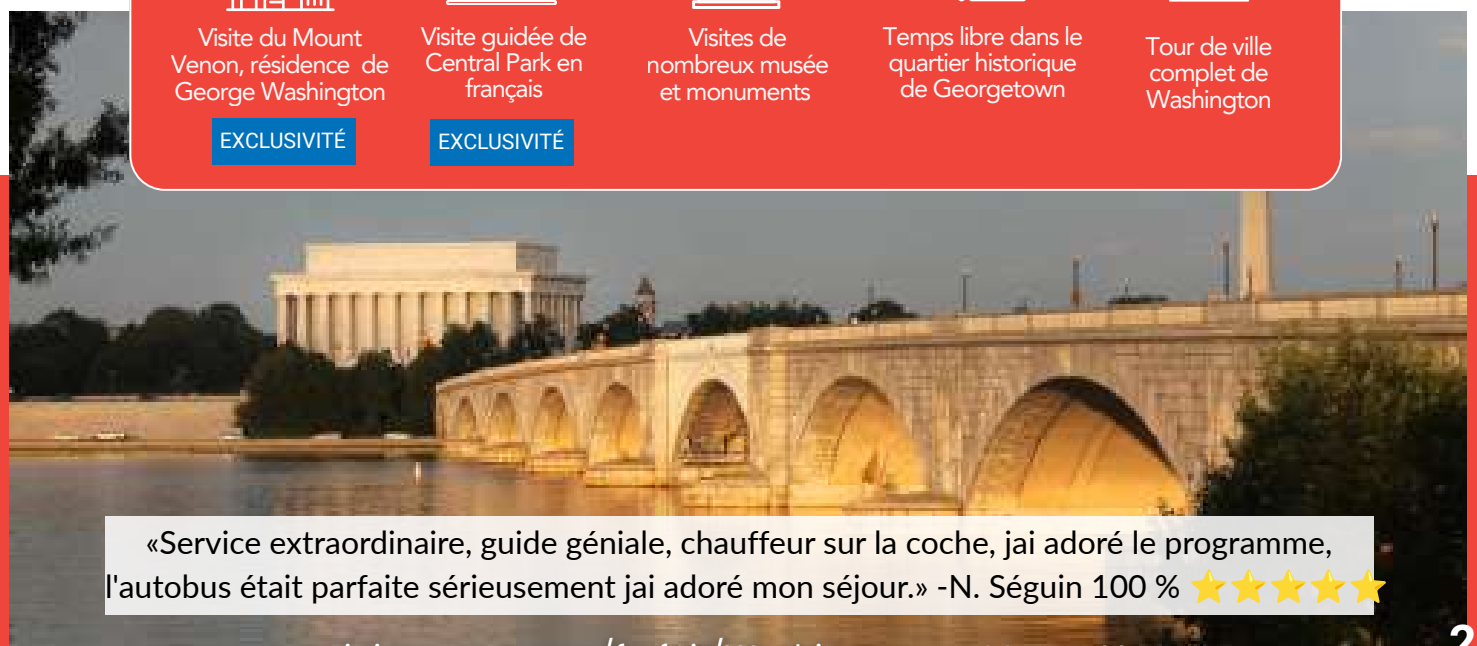 Visite du Mount
Venon, résidence de
George Washington
EXCLUSIVITÉ
Visite guidée de
Central Park en
français
EXCLUSIVITÉ
Visites de
nombreux musée
et monuments
Temps libre dans le
quartier historique
de Georgetown
Tour de ville
complet de
Washington
«Service extraordinaire, guide géniale, chauffeur sur la coche, jai adoré le programme,
l'autobus était parfaite sérieusement jai adoré mon séjour.» -N. Séguin 100 % ⭐⭐⭐⭐⭐
2